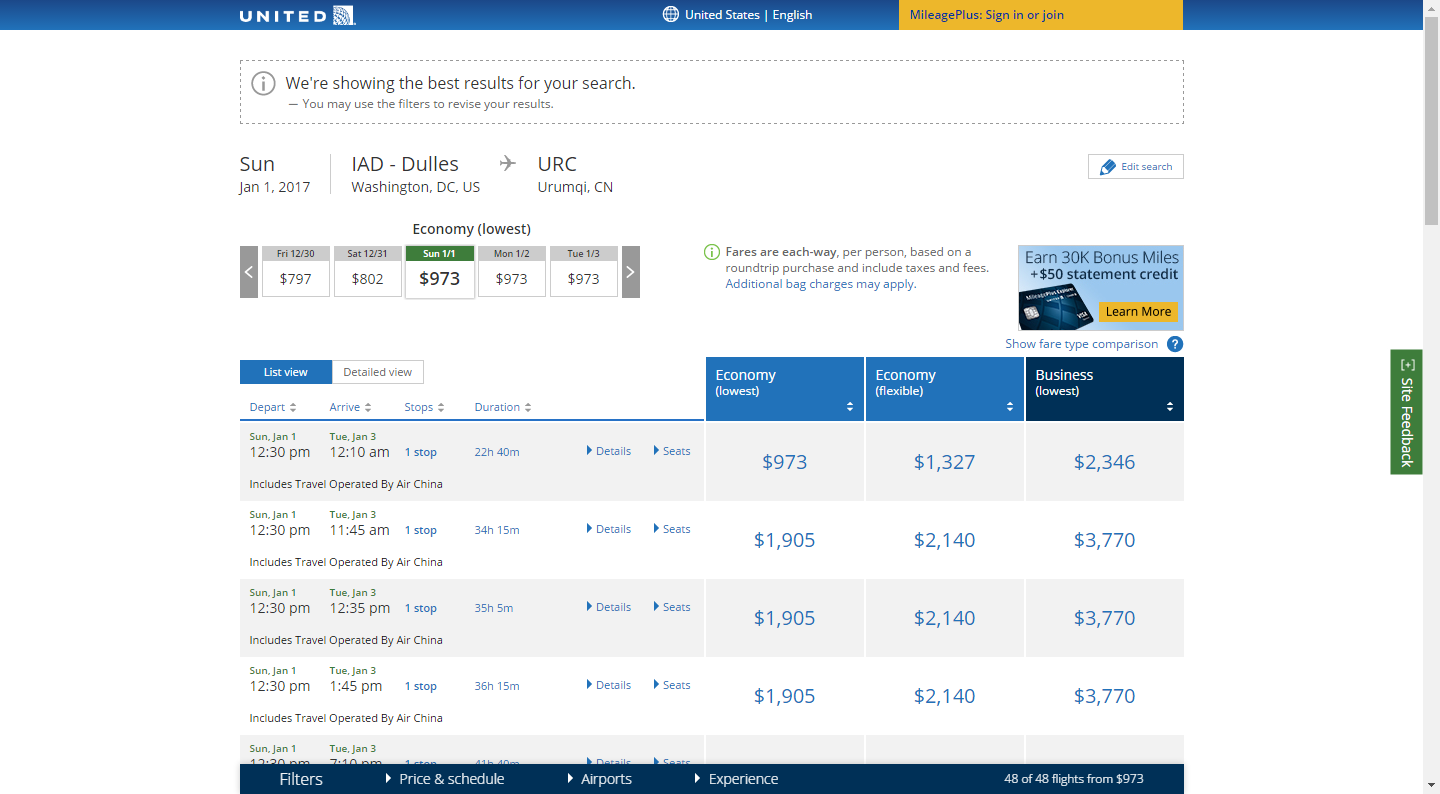 UNITED
United States | English
MileagePlus: Sign in or join
We're showing the best results for your search.
— You may use the filters to revise your results.
Sun
Jan 1, 2017
IAD - Dulles
Washington, DC, US
URC
Urumqi, CN
Edit search
Economy (lowest)
Fri 12/30 Sat 12/31 Sun 1/1 Mon 1/2 Tue 1/3
$797 $802 $973 $973 $973
Fares are each-way, per person, based on a
roundtrip purchase and include taxes and fees.
Additional bag charges may apply.
Earn 30K Bonus Miles
+$50 statement credit
MileagePlus Explorer
VISA
Learn More
Show fare type comparison ?
List view Detailed view
Depart Arrive Stops Duration
Economy
(lowest)
Economy
(flexible)
Business
(lowest)
Sun, Jan 1 Tue, Jan 3
12:30 pm 12:10 am 1 stop 22h 40m Details Seats $973 $1,327 $2,346
Includes Travel Operated By Air China
Sun, Jan 1 Tue, Jan 3
12:30 pm 11:45 am 1 stop 34h 15m Details Seats $1,905 $2,140 $3,770
Includes Travel Operated By Air China
Sun, Jan 1 Tue, Jan 3
12:30 pm 12:35 pm 1 stop 35h 5m Details Seats $1,905 $2,140 $3,770
Includes Travel Operated By Air China
Sun, Jan 1 Tue, Jan 3
12:30 pm 1:45 pm 1 stop 36h 15m Details Seats $1,905 $2,140 $3,770
Includes Travel Operated By Air China
Sun, Jan 1 Tue, Jan 3
Filters Price & schedule Airports Experience 48 of 48 flights from $973
[+] Site Feedback